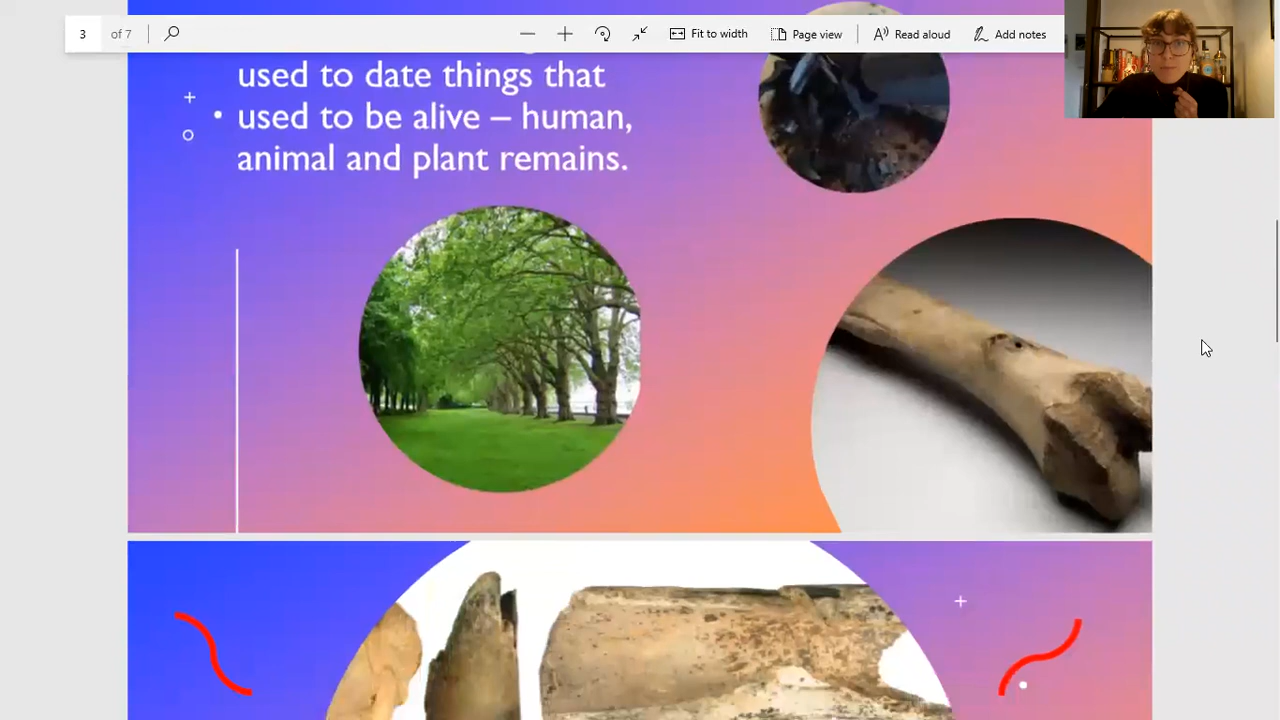 3 of 7 Fit to width Page view Read aloud Add notes
used to date things that
• used to be alive – human,
animal and plant remains.